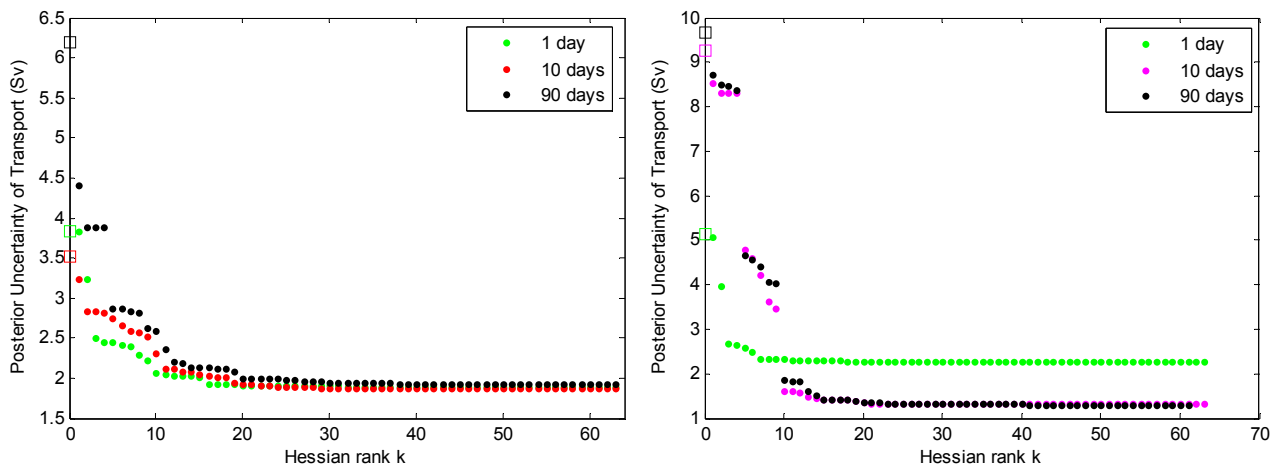 6.5
6
5.5
5
4.5
4
3.5
3
2.5
2
1.5
0 10 20 30 40 50 60
Posterior Uncertainty of Transport (Sv)
Hessian rank k
1 day
10 days
90 days
10
9
8
7
6
5
4
3
2
1
0 10 20 30 40 50 60 70
Posterior Uncertainty of Transport (Sv)
Hessian rank k
1 day
10 days
90 days